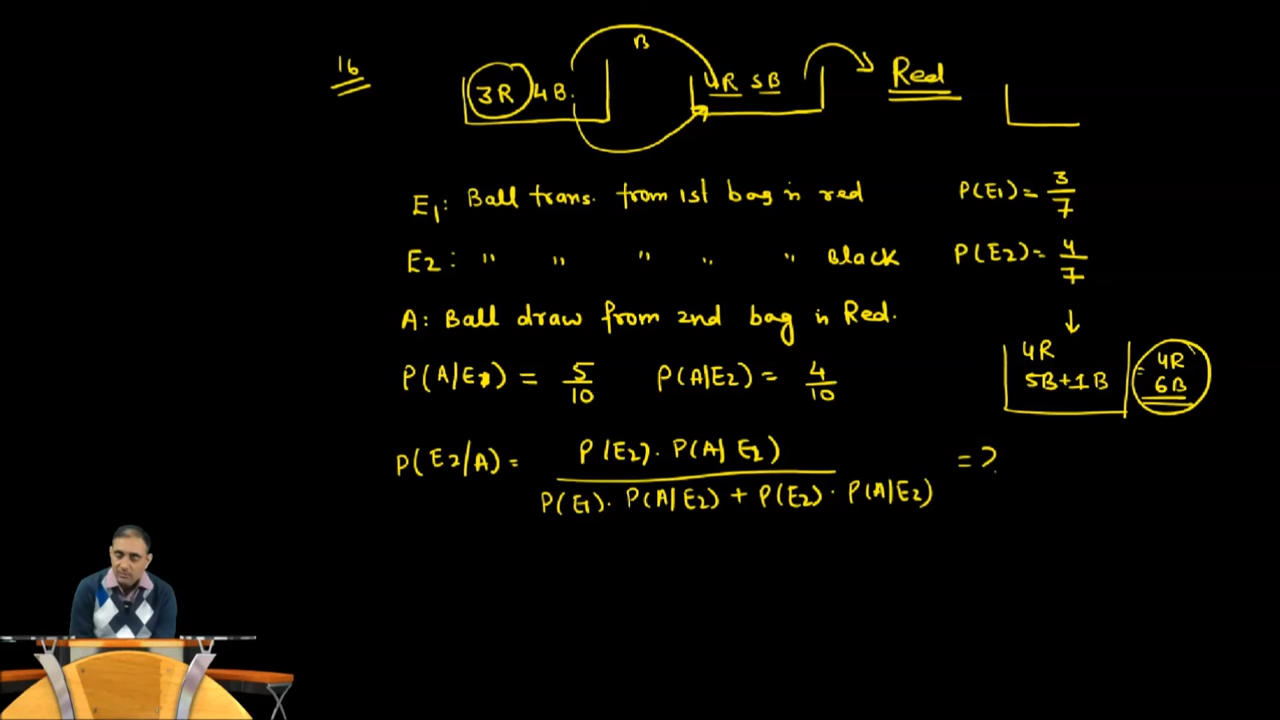 16
B
3R 4B.
4R 5B
Red
E1: Ball trans. from 1st bag is red P(E1)= 3/7
E2: " " " " " Black P(E2)= 4/7
A: Ball draw from 2nd bag is Red.
↓
4R
5B+1B
= 4R
6B
P(A|E1) = 5/10 P(A|E2) = 4/10
P(E2/A) = P(E2). P(A|E2) / P(E1). P(A|E2) + P(E2). P(A|E2) = ?